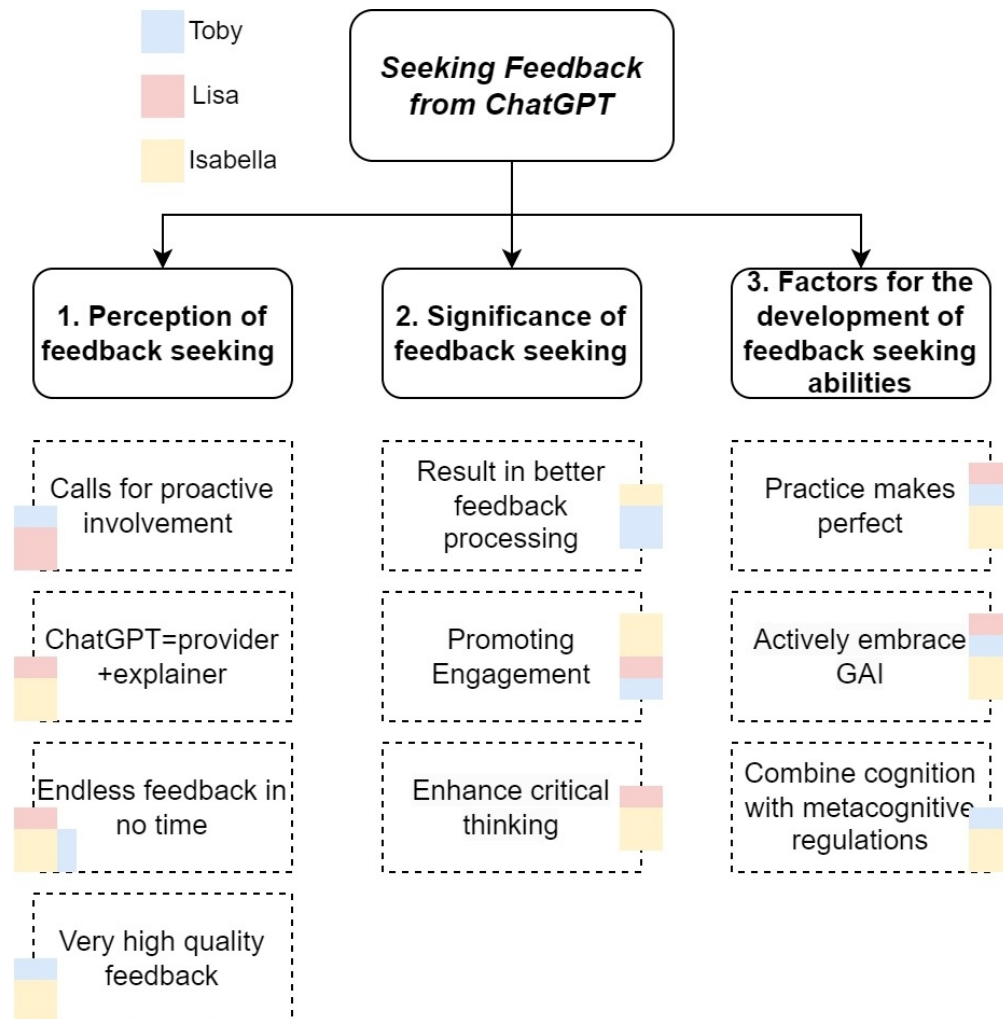 Toby
Lisa
Isabella
Seeking Feedback
from ChatGPT
1. Perception of
feedback seeking
2. Significance of
feedback seeking
3. Factors for the
development of
feedback seeking
abilities
Calls for proactive
involvement
ChatGPT=provider
+explainer
Endless feedback in
no time
Very high quality
feedback
Result in better
feedback
processing
Promoting
Engagement
Enhance critical
thinking
Practice makes
perfect
Actively embrace
GAI
Combine cognition
with metacognitive
regulations